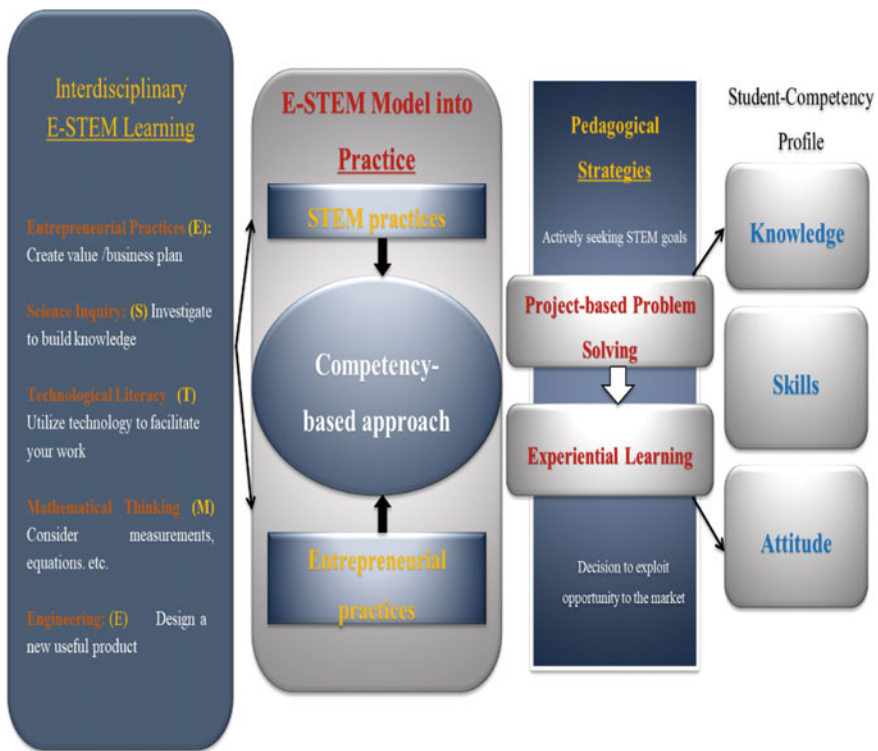 Interdisciplinary
E-STEM Learning
Entrepreneurial Practices (E):
Create value /business plan
Science Inquiry: (S) Investigate
to build knowledge
Technological Literacy (T)
Utilize technology to facilitate
your work
Mathematical Thinking (M)
Consider measurements,
equations. etc.
Engineering: (E) Design a
new useful product
E-STEM Model into
Practice
STEM practices
Competency-
based approach
Entrepreneurial
practices
Pedagogical
Strategies
Actively seeking STEM goals
Project-based Problem
Solving
Experiential Learning
Decision to exploit
opportunity to the market
Student-Competency
Profile
Knowledge
Skills
Attitude